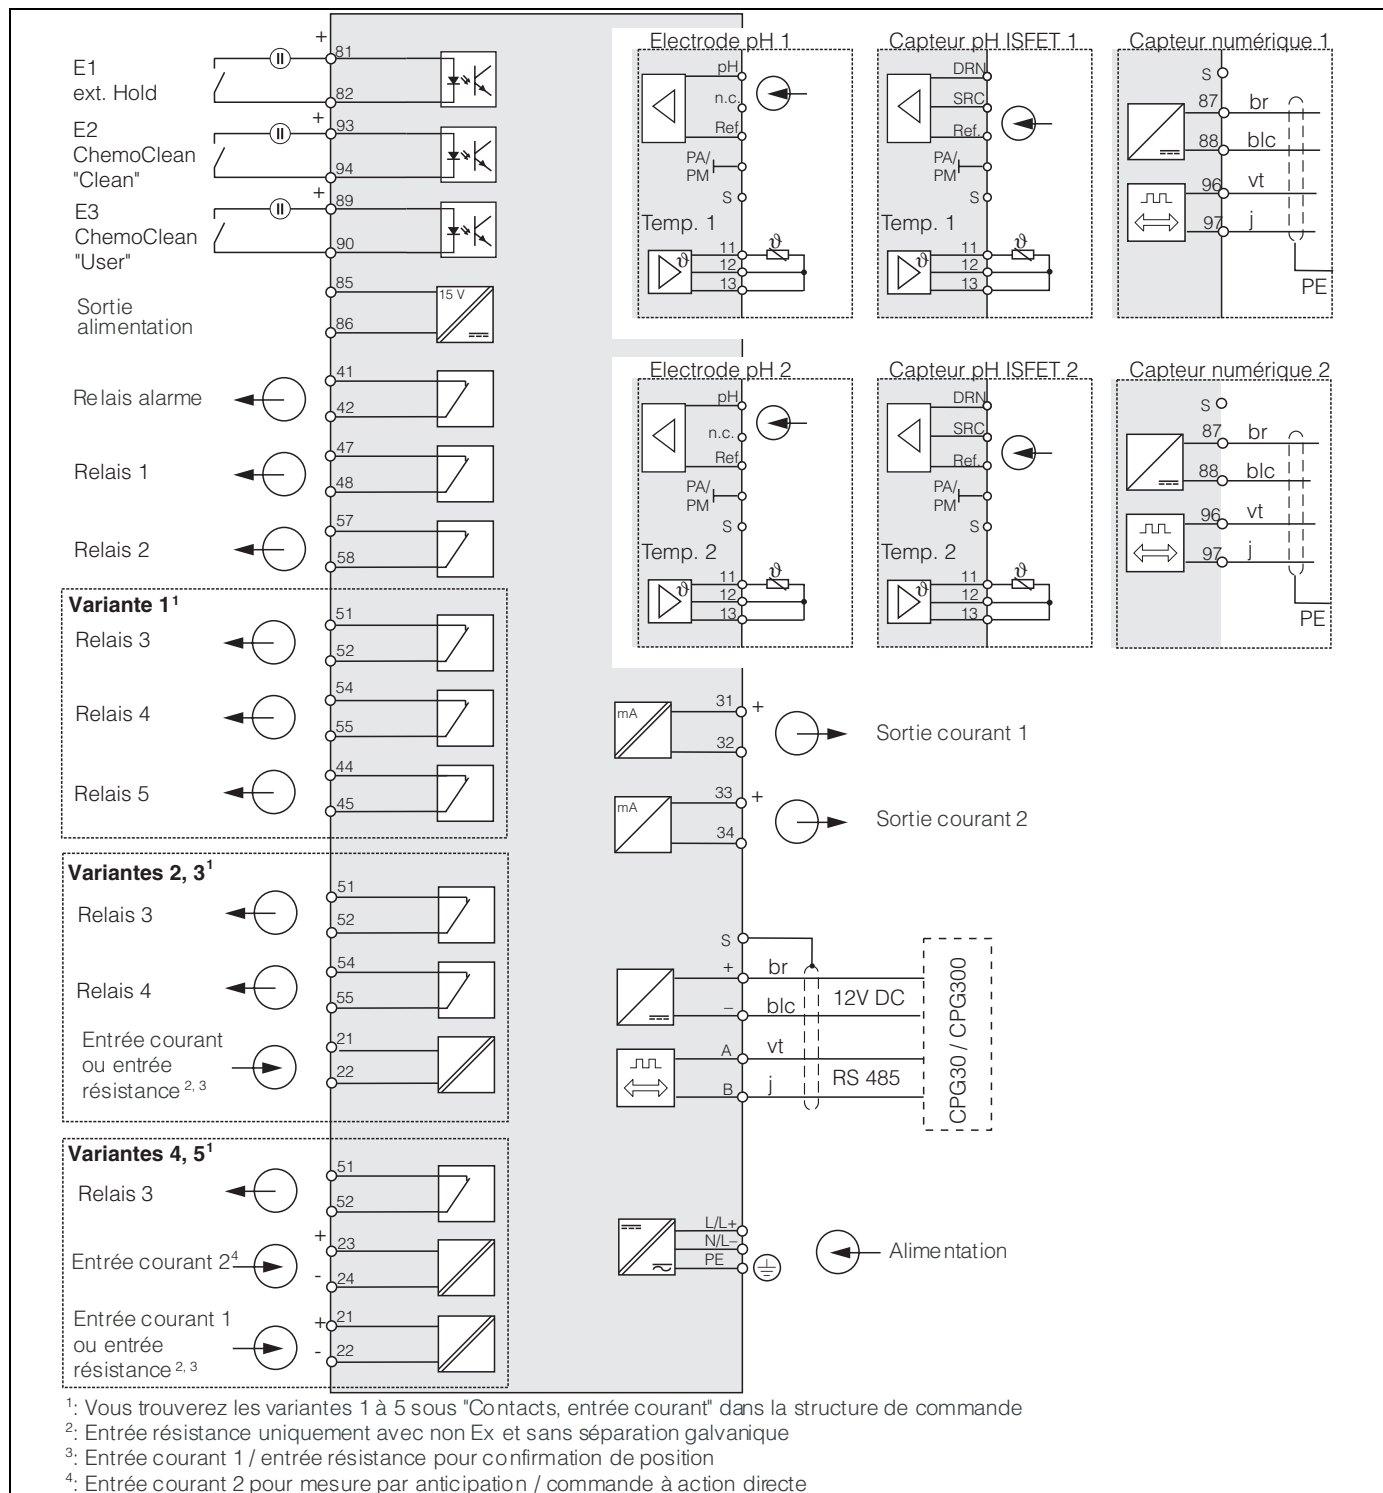 +
81
E1
ext. Hold
82
+
93
E2
ChemoClean
"Clean"
94
+
89
E3
ChemoClean
"User"
90
85
15 V
Sortie
alimentation
86
41
Relais alarme
42
47
Relais 1
48
57
Relais 2
58
Variante 1¹
51
Relais 3
52
54
Relais 4
55
44
Relais 5
45
Variantes 2, 3¹
51
Relais 3
52
54
Relais 4
55
Entrée courant
ou entrée
résistance ²,³
21
22
Variantes 4, 5¹
51
Relais 3
52
+
23
Entrée courant 2⁴
-
24
Entrée courant 1
ou entrée
résistance ²,³
+
21
-
22
Electrode pH 1
pH
n.c.
Ref.
PA/
PM
S
Temp. 1
ϑ
11
ϑ
12
13
Capteur pH ISFET 1
DRN
SRC
Ref.
PA/
PM
S
Temp. 1
ϑ
11
ϑ
12
13
Capteur numérique 1
S
87
br
88
blc
96
vt
97
j
PE
Electrode pH 2
pH
n.c.
Ref.
PA/
PM
S
Temp. 2
ϑ
11
ϑ
12
13
Capteur pH ISFET 2
DRN
SRC
Ref.
PA/
PM
S
Temp. 2
ϑ
11
ϑ
12
13
Capteur numérique 2
S
87
br
88
blc
96
vt
97
j
PE
mA
31
+
32
Sortie courant 1
mA
33
+
34
Sortie courant 2
S
+
br
12V DC
–
blc
A
vt
RS 485
B
j
CPG30 / CPG300
L/L+
N/L–
PE
Alimentation
¹: Vous trouverez les variantes 1 à 5 sous "Contacts, entrée courant" dans la structure de commande
²: Entrée résistance uniquement avec non Ex et sans séparation galvanique
³: Entrée courant 1 / entrée résistance pour confirmation de position
⁴: Entrée courant 2 pour mesure par anticipation / commande à action directe